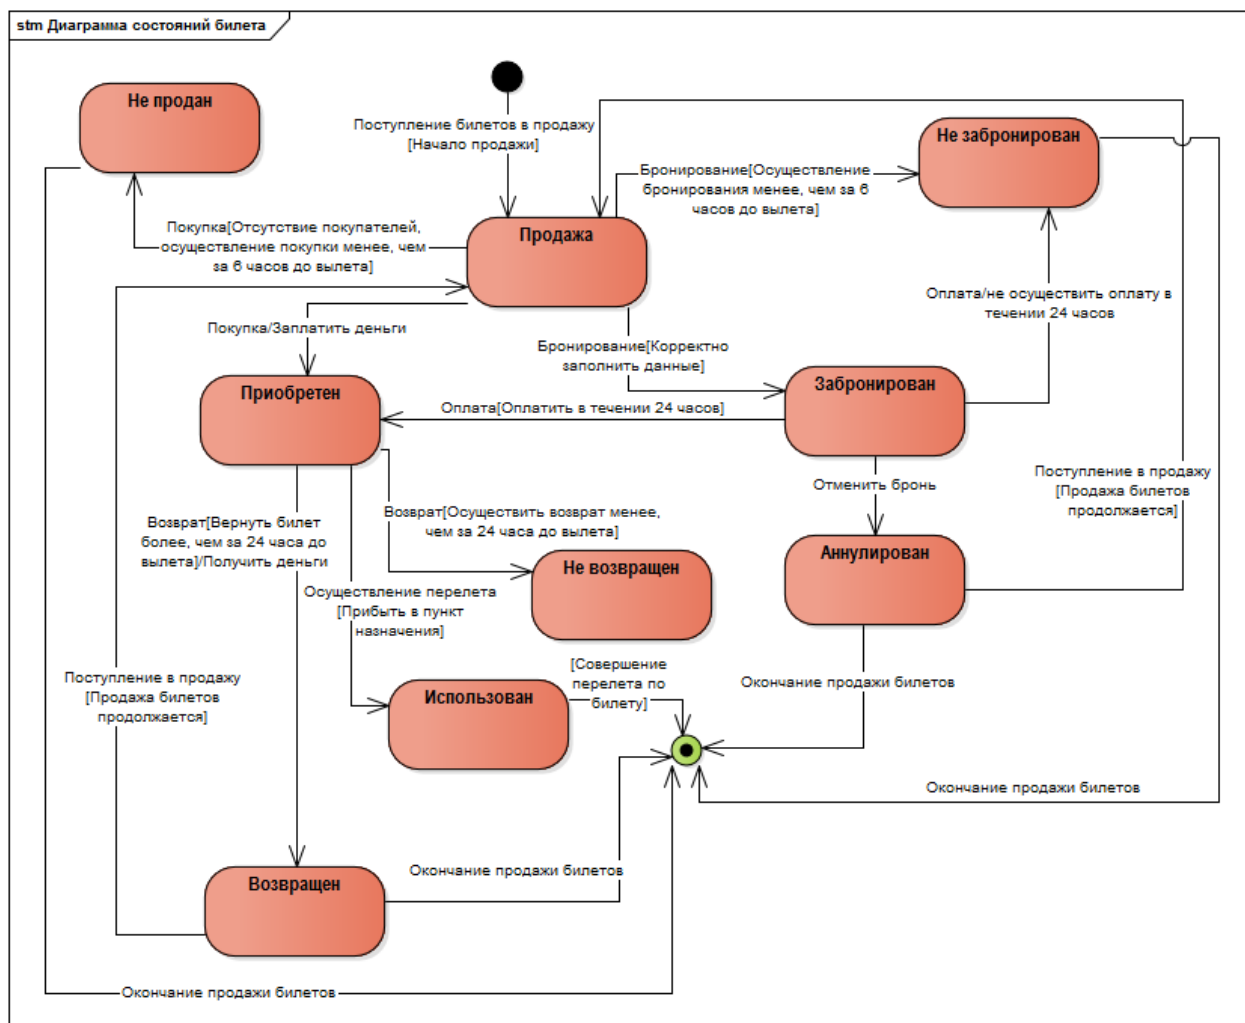 stm Диаграмма состояний билета
Не продан
Поступление билетов в продажу
[Начало продажи]
Не забронирован
Бронирование[Осуществление
бронирования менее, чем за 6
часов до вылета]
Покупка[Отсутствие покупателей,
осуществление покупки менее, чем
за 6 часов до вылета]
Продажа
Оплата/не осуществить оплату в
течении 24 часов
Покупка/Заплатить деньги
Бронирование[Корректно
заполнить данные]
Приобретен
Забронирован
Оплата[Оплатить в течении 24 часов]
Отменить бронь
Поступление в продажу
[Продажа билетов
продолжается]
Возврат[Вернуть билет
более, чем за 24 часа до
вылета]/Получить деньги
Возврат[Осуществить возврат менее,
чем за 24 часа до вылета]
Не возвращен
Аннулирован
Осуществление перелета
[Прибыть в пункт
назначения]
Поступление в продажу
[Продажа билетов
продолжается]
Использован
[Совершение
перелета по
билету]
Окончание продажи билетов
Окончание продажи билетов
Возвращен
Окончание продажи билетов
Окончание продажи билетов